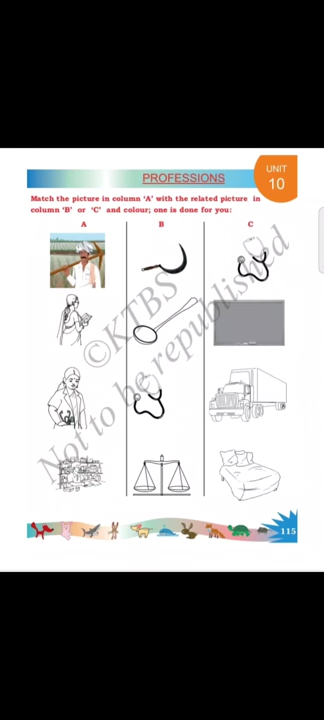 PROFESSIONS
UNIT
10
Match the picture in column 'A' with the related picture in
column 'B' or 'C' and colour; one is done for you:
A B C
©KTBS
Not to be republished
115